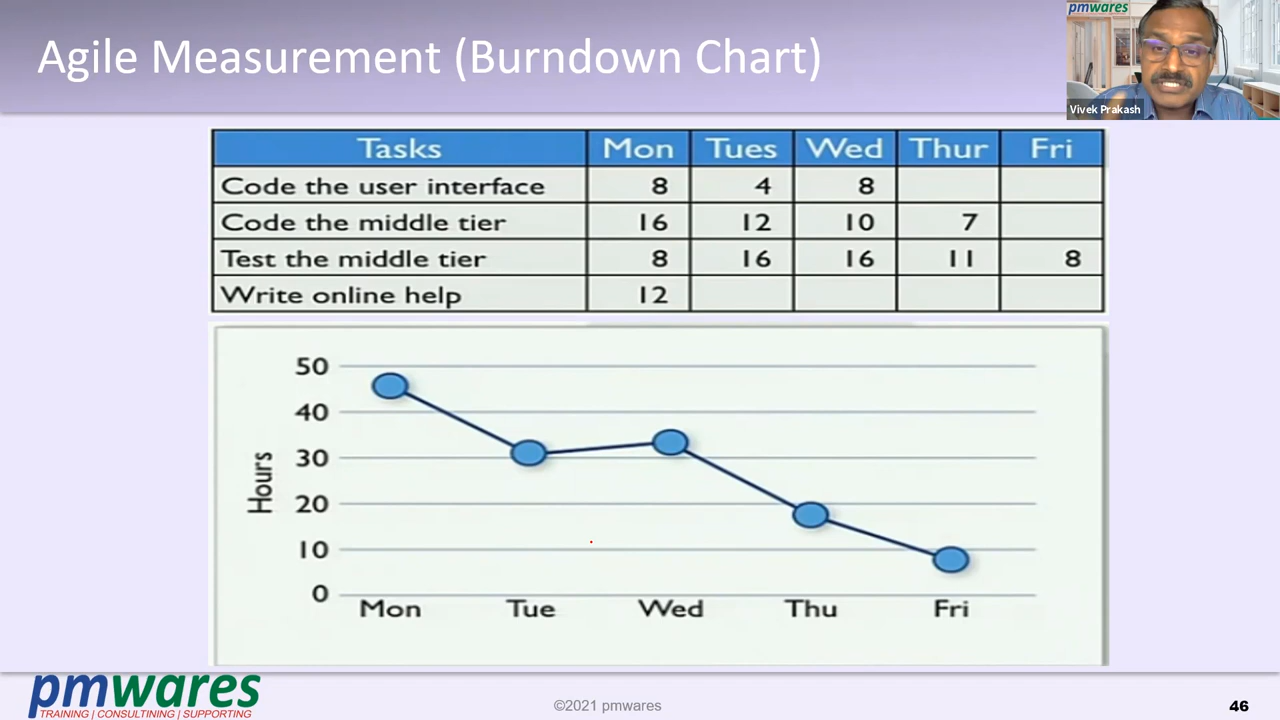 Agile Measurement (Burndown Chart)
pmwares
Vivek Prakash
Tasks Mon Tues Wed Thur Fri
Code the user interface 8 4 8
Code the middle tier 16 12 10 7
Test the middle tier 8 16 16 11 8
Write online help 12
50
40
30
20
10
0
Hours
Mon Tue Wed Thu Fri
pmwares
TRAINING | CONSULTINING | SUPPORTING
©2021 pmwares
46